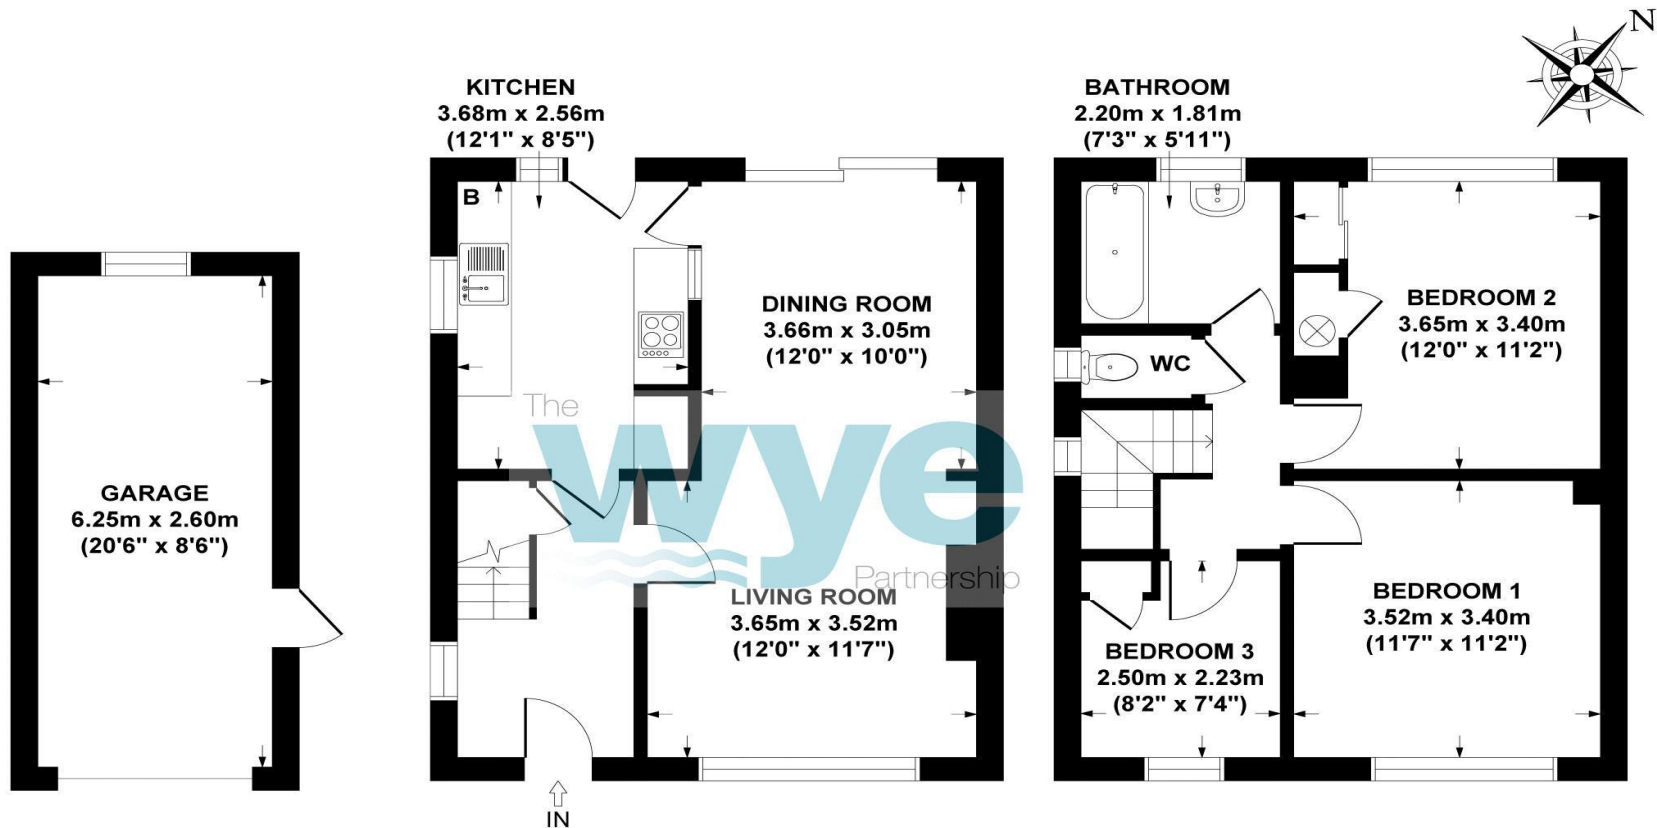 N
KITCHEN
3.68m x 2.56m
(12'1" x 8'5")
BATHROOM
2.20m x 1.81m
(7'3" x 5'11")
B
DINING ROOM
3.66m x 3.05m
(12'0" x 10'0")
BEDROOM 2
3.65m x 3.40m
(12'0" x 11'2")
WC
The
wye
Partnership
GARAGE
6.25m x 2.60m
(20'6" x 8'6")
LIVING ROOM
3.65m x 3.52m
(12'0" x 11'7")
BEDROOM 1
3.52m x 3.40m
(11'7" x 11'2")
BEDROOM 3
2.50m x 2.23m
(8'2" x 7'4")
IN